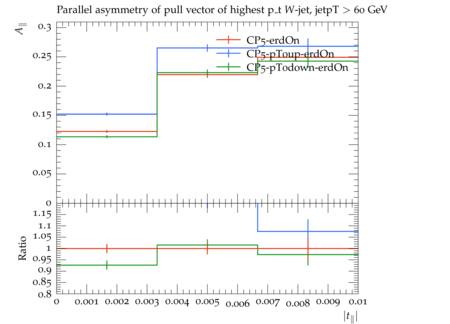 Parallel asymmetry of pull vector of highest p_t W-jet, jetpT > 60 GeV
A∥
0.3
0.25
0.2
0.15
0.1
0.05
0
CP5-erdOn
CP5-pToup-erdOn
CP5-pTodown-erdOn
Ratio
1.15
1.1
1.05
1
0.95
0.9
0.85
0.8
0 0.001 0.002 0.003 0.004 0.005 0.006 0.007 0.008 0.009 0.01
|t∥|